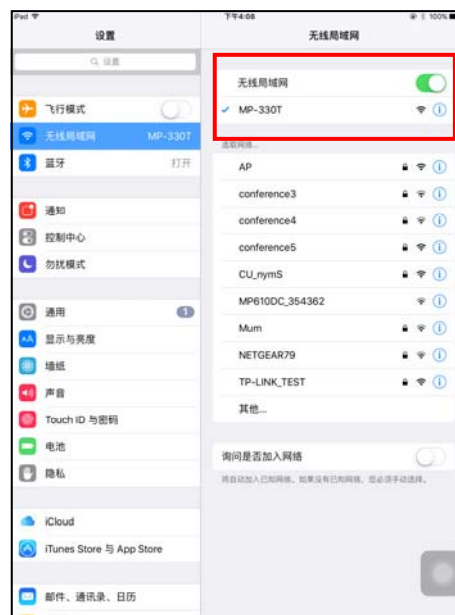 iPad
下午4:08
100%
设置
无线局域网
设置
飞行模式
无线局域网 MP-330T
蓝牙 打开
通知
控制中心
勿扰模式
通用 1
显示与亮度
墙纸
声音
Touch ID 与密码
电池
隐私
iCloud
iTunes Store 与 App Store
邮件、通讯录、日历
无线局域网
MP-330T
选取网络...
AP
conference3
conference4
conference5
CU_nymS
MP610DC_354362
Mum
NETGEAR79
TP-LINK_TEST
其他...
询问是否加入网络
将自动加入已知网络。如果没有已知网络，您必须手动选择。